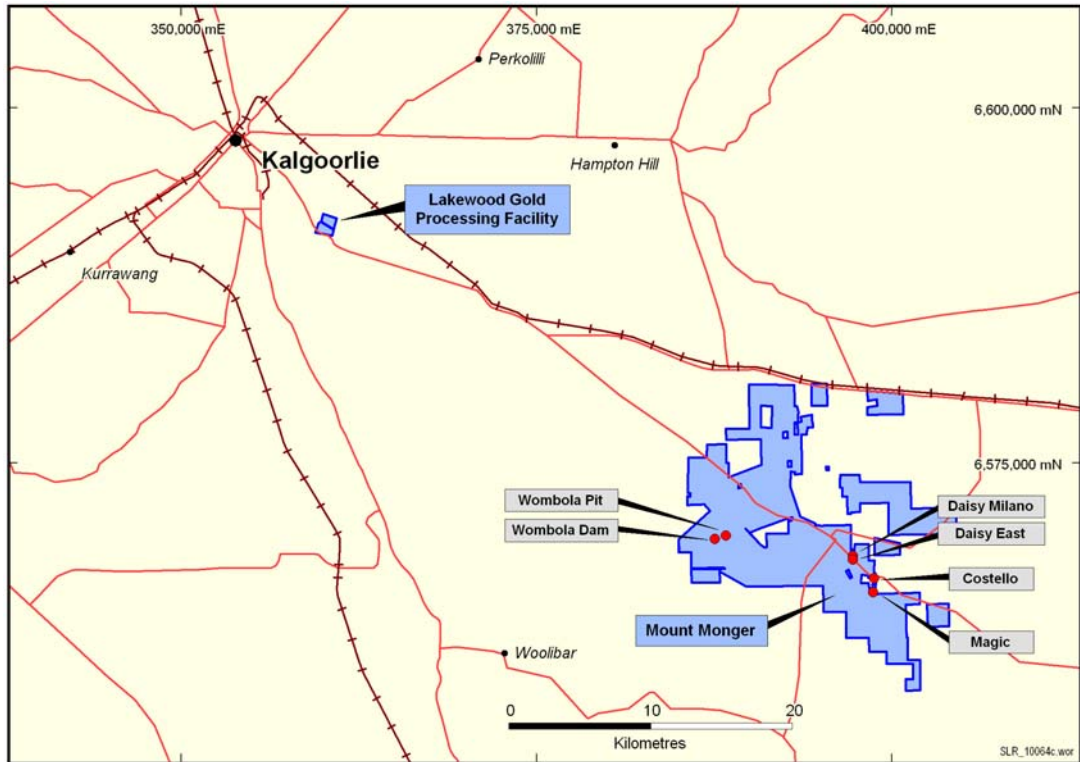 350,000 mE
375,000 mE
400,000 mE
Perkolilli
6,600,000 mN
Kalgoorlie
Hampton Hill
Lakewood Gold
Processing Facility
Kurrawang
6,575,000 mN
Wombola Pit
Wombola Dam
Daisy Milano
Daisy East
Costello
Mount Monger
Magic
Woolibar
0
10
20
Kilometres
SLR_10064c.wor